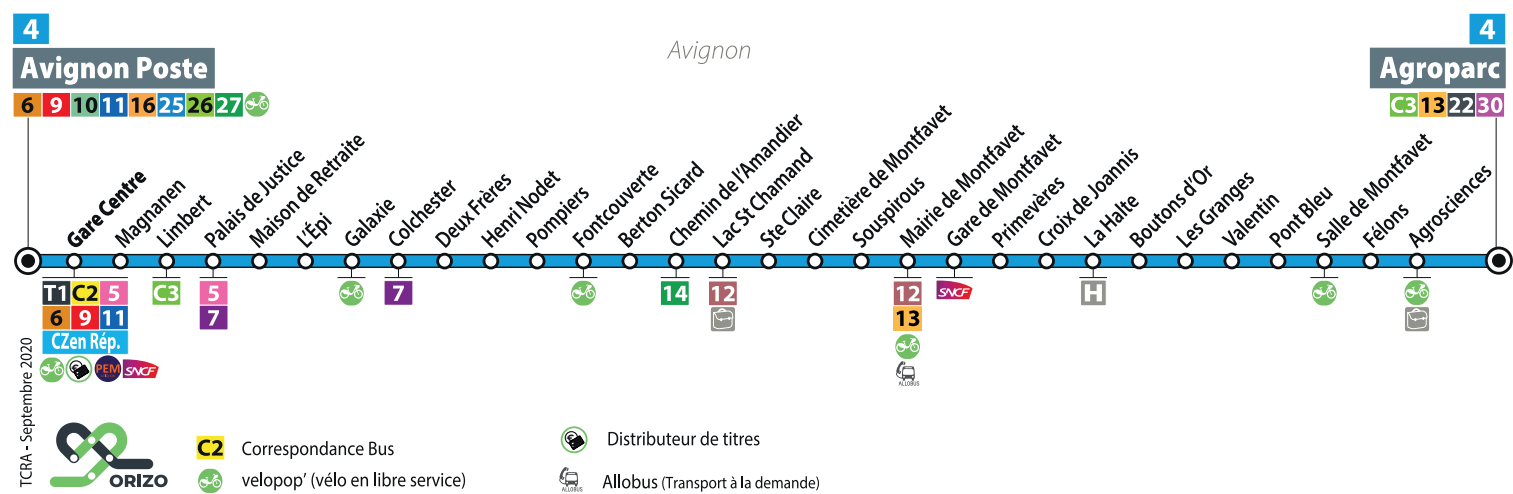 4
4
Avignon
Avignon Poste
Agroparc
6 9 10 11 16 25 26 27
C3 13 22 30
Gare Centre
Magnanen
Limbert
Palais de Justice
Maison de Retraite
L'Épi
Galaxie
Colchester
Deux Frères
Henri Nodet
Pompiers
Fontcouverte
Berton Sicard
Chemin de l'Amandier
Lac St Chamand
Ste Claire
Cimetière de Montfavet
Souspirous
Mairie de Montfavet
Gare de Montfavet
Primevères
Croix de Joannis
La Halte
Boutons d'Or
Les Granges
Valentin
Pont Bleu
Salle de Montfavet
Félons
Agrosciences
T1 C2 5
6 9 11
CZen Rép.
PEM SNCF
C3
5
7
7
14
12
12
13
ALLOBUS
SNCF
H
TCRA - Septembre 2020
ORIZO
C2 Correspondance Bus
velopop' (vélo en libre service)
Distributeur de titres
ALLOBUS Allobus (Transport à la demande)